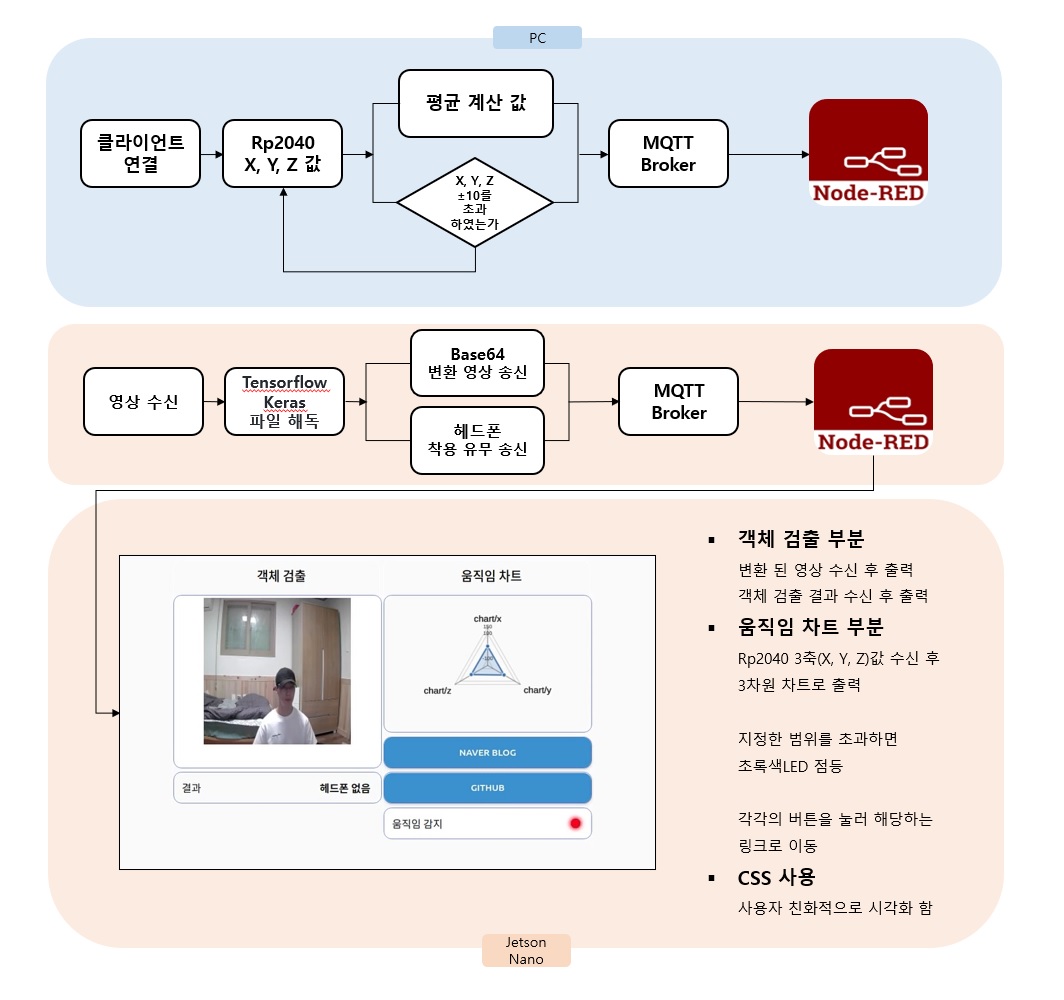 PC
클라이언트
연결
Rp2040
X, Y, Z 값
평균 계산 값
X, Y, Z
±10를
초과
하였는가
MQTT
Broker
Node-RED
영상 수신
Tensorflow
Keras
파일 해독
Base64
변환 영상 송신
헤드폰
착용 유무 송신
MQTT
Broker
Node-RED
객체 검출
결과
헤드폰 없음
움직임 차트
chart/x
100
-100
chart/z
chart/y
NAVER BLOG
GITHUB
움직임 감지
▪ 객체 검출 부분
변환 된 영상 수신 후 출력
객체 검출 결과 수신 후 출력
▪ 움직임 차트 부분
Rp2040 3축(X, Y, Z)값 수신 후
3차원 차트로 출력
지정한 범위를 초과하면
초록색LED 점등
각각의 버튼을 눌러 해당하는
링크로 이동
▪ CSS 사용
사용자 친화적으로 시각화 함
Jetson
Nano